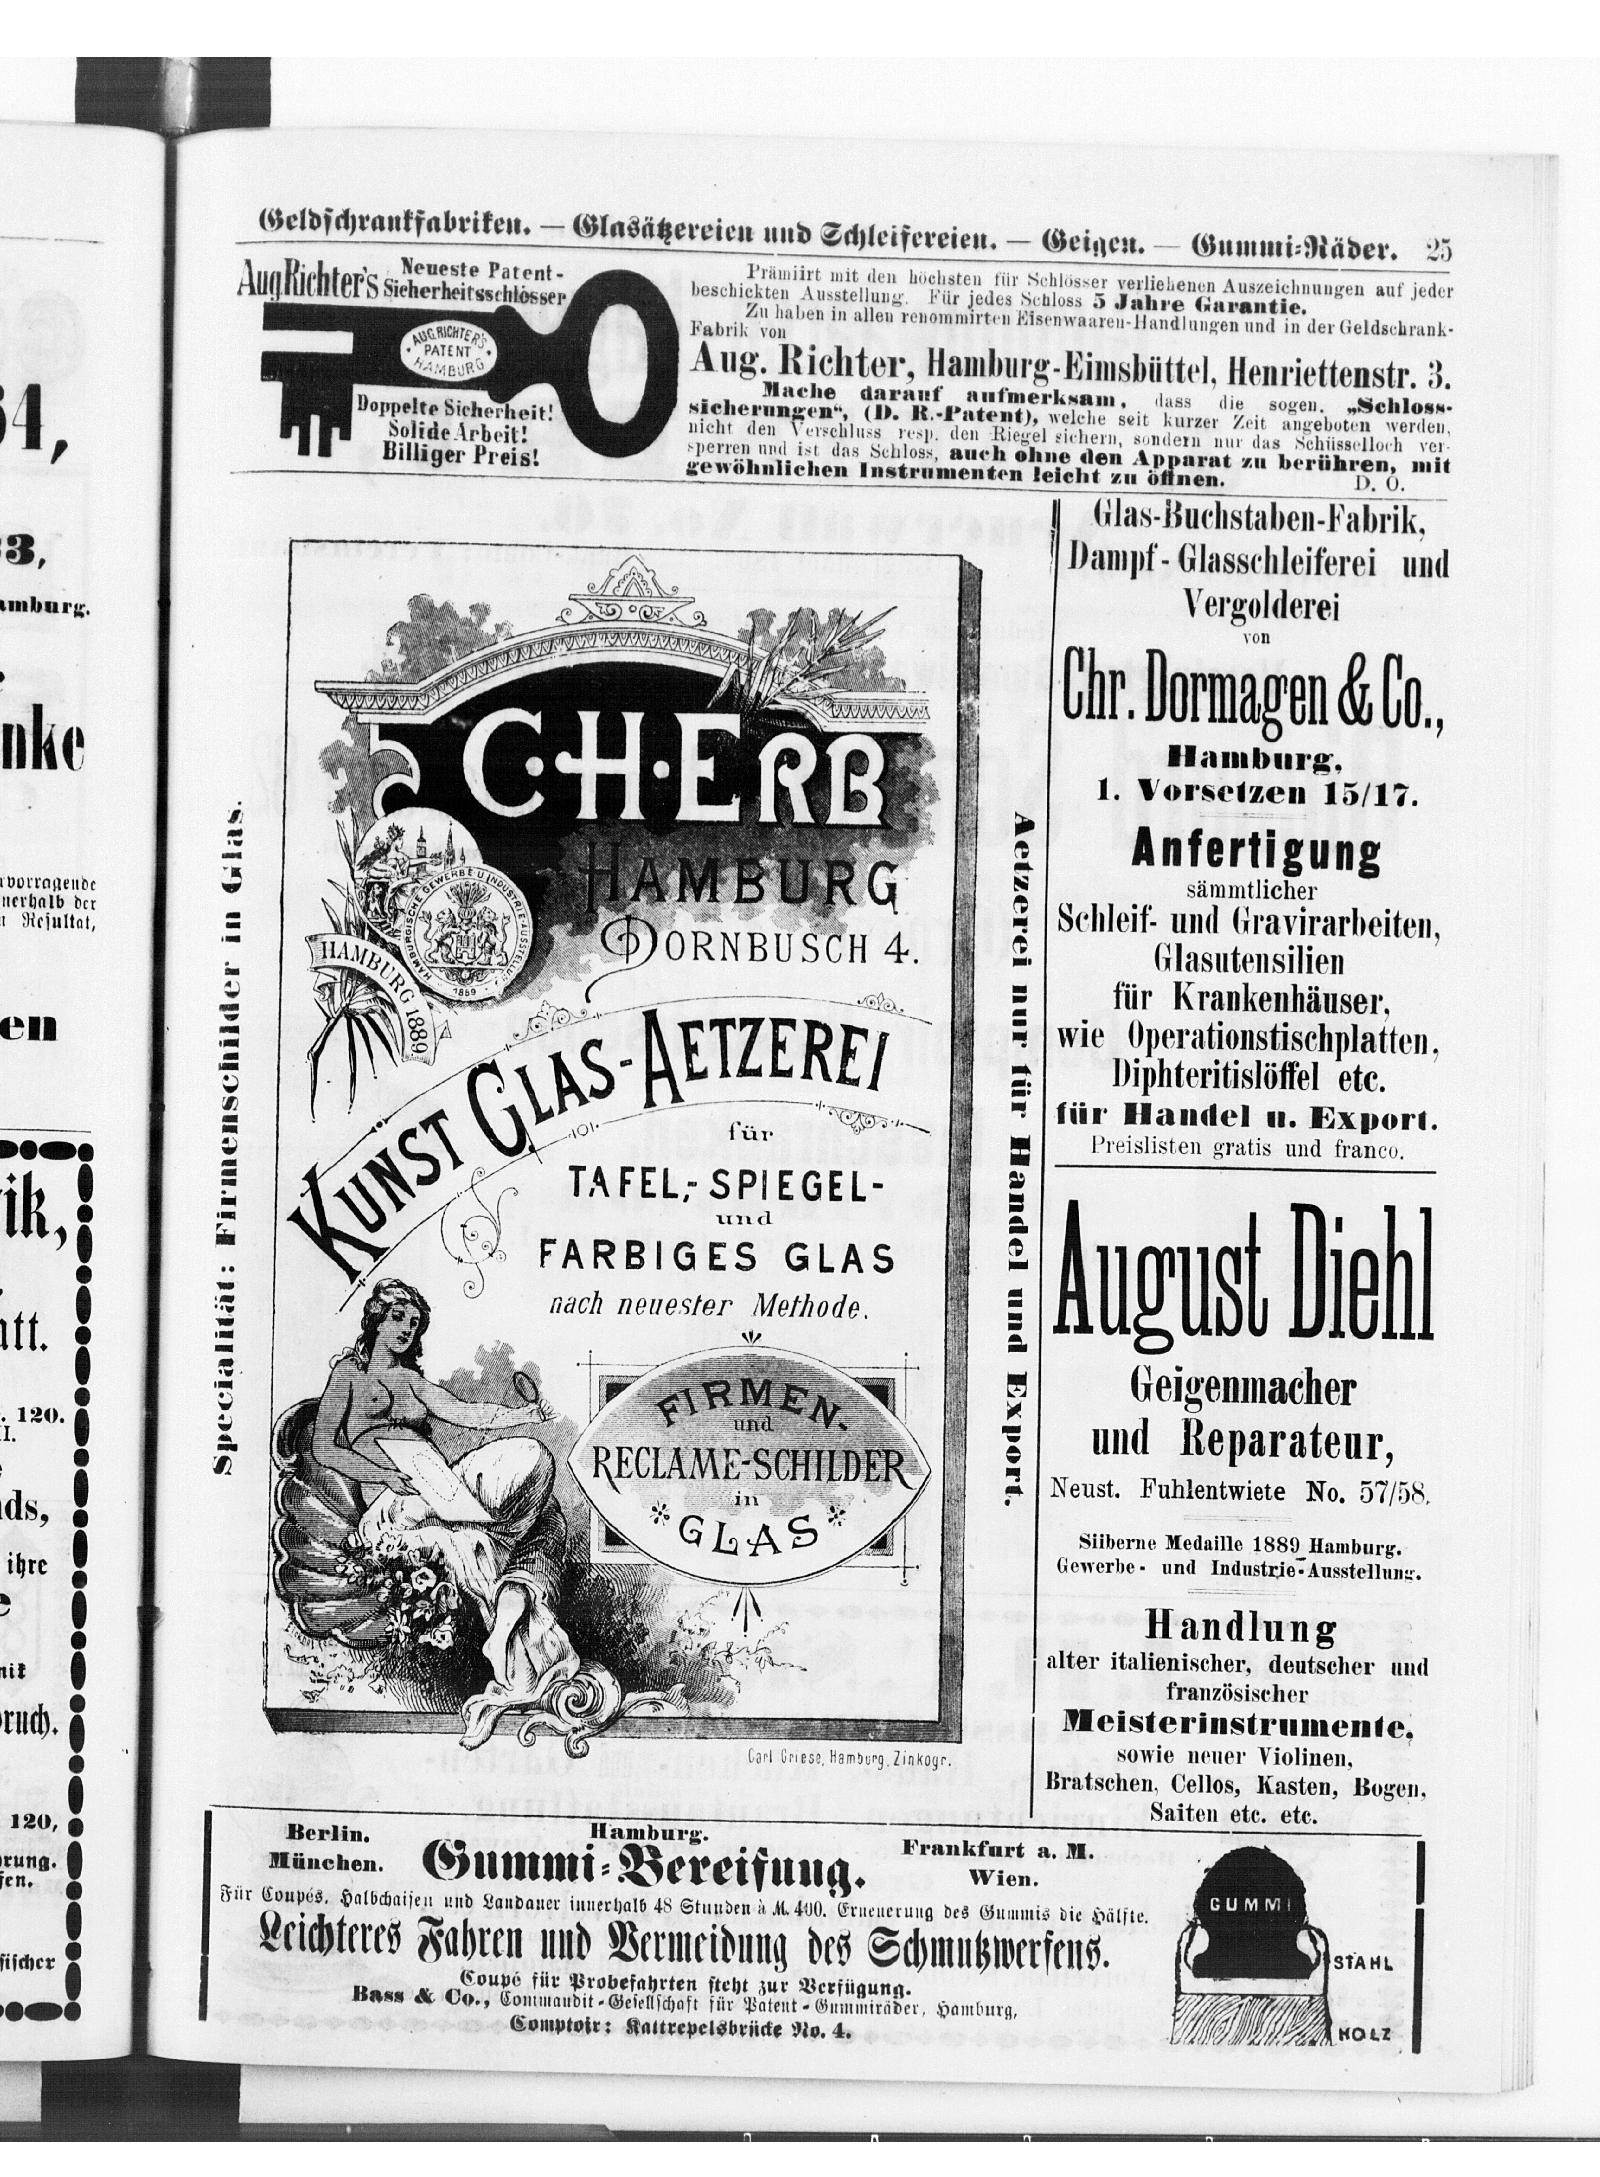 Geldschrankfabriken. — Glasätzereien und Schleifereien. — Geigen. — Gummi-Räder. 25
Aug. Richter's Neueste Patent-
Sicherheitsschlösser
AUG. RICHTER'S
PATENT
HAMBURG
Doppelte Sicherheit!
Solide Arbeit!
Billiger Preis!
Prämiirt mit den höchsten für Schlösser verliehenen Auszeichnungen auf jeder
beschickten Ausstellung. Für jedes Schloss 5 Jahre Garantie.
Zu haben in allen renommirten Eisenwaaren-Handlungen und in der Geldschrank-
Fabrik von
Aug. Richter, Hamburg-Eimsbüttel, Henriettenstr. 3.
Mache darauf aufmerksam, dass die sogen. „Schloss-
sicherungen“, (D. R.-Patent), welche seit kurzer Zeit angeboten werden,
nicht den Verschluss resp. den Riegel sichern, sondern nur das Schüsselloch ver-
sperren und ist das Schloss, auch ohne den Apparat zu berühren, mit
gewöhnlichen Instrumenten leicht zu öffnen. D. O.
Specialität: Firmenschilder in Glas.
C. H. ERB
HAMBURG
DORNBUSCH 4.
HAMBURGISCHE GEWERBE U. INDUSTRIE-AUSSTELLUNG
1889
HAMBURG 1889
KUNST GLAS-AETZEREI
für
TAFEL,- SPIEGEL-
und
FARBIGES GLAS
nach neuester Methode.
FIRMEN-
und
RECLAME-SCHILDER
in
GLAS
Carl Griese, Hamburg, Zinkogr.
Aetzerei nur für Handel und Export.
Glas-Buchstaben-Fabrik,
Dampf-Glasschleiferei und
Vergolderei
von
Chr. Dormagen & Co.,
Hamburg,
1. Vorsetzen 15/17.
Anfertigung
sämmtlicher
Schleif- und Gravirarbeiten,
Glasutensilien
für Krankenhäuser,
wie Operationstischplatten,
Diphteritislöffel etc.
für Handel u. Export.
Preislisten gratis und franco.
August Diehl
Geigenmacher
und Reparateur,
Neust. Fuhlentwiete No. 57/58.
Siiberne Medaille 1889 Hamburg.
Gewerbe- und Industrie-Ausstellung.
Handlung
alter italienischer, deutscher und
französischer
Meisterinstrumente,
sowie neuer Violinen,
Bratschen, Cellos, Kasten, Bogen,
Saiten etc. etc.
Berlin. Hamburg. Frankfurt a. M.
München. Gummi-Bereifung. Wien.
Für Coupés, Halbchaisen und Landauer innerhalb 48 Stunden à M. 400. Erneuerung des Gummis die Hälfte.
Leichteres Fahren und Vermeidung des Schmutzwerfens.
Coupé für Probefahrten steht zur Verfügung.
Bass & Co., Commandit-Gesellschaft für Patent-Gummiräder, Hamburg,
Comptoir: Kattrepelsbrücke No. 4.
GUMMI
STAHL
HOLZ